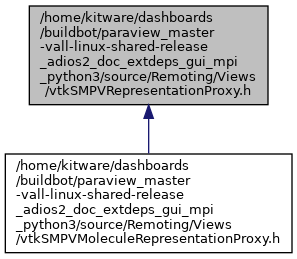 /home/kitware/dashboards
/buildbot/paraview_master
-vall-linux-shared-release
_adios2_doc_extdeps_gui_mpi
_python3/source/Remoting/Views
/vtkSMPVRepresentationProxy.h
/home/kitware/dashboards
/buildbot/paraview_master
-vall-linux-shared-release
_adios2_doc_extdeps_gui_mpi
_python3/source/Remoting/Views
/vtkSMPVMoleculeRepresentationProxy.h